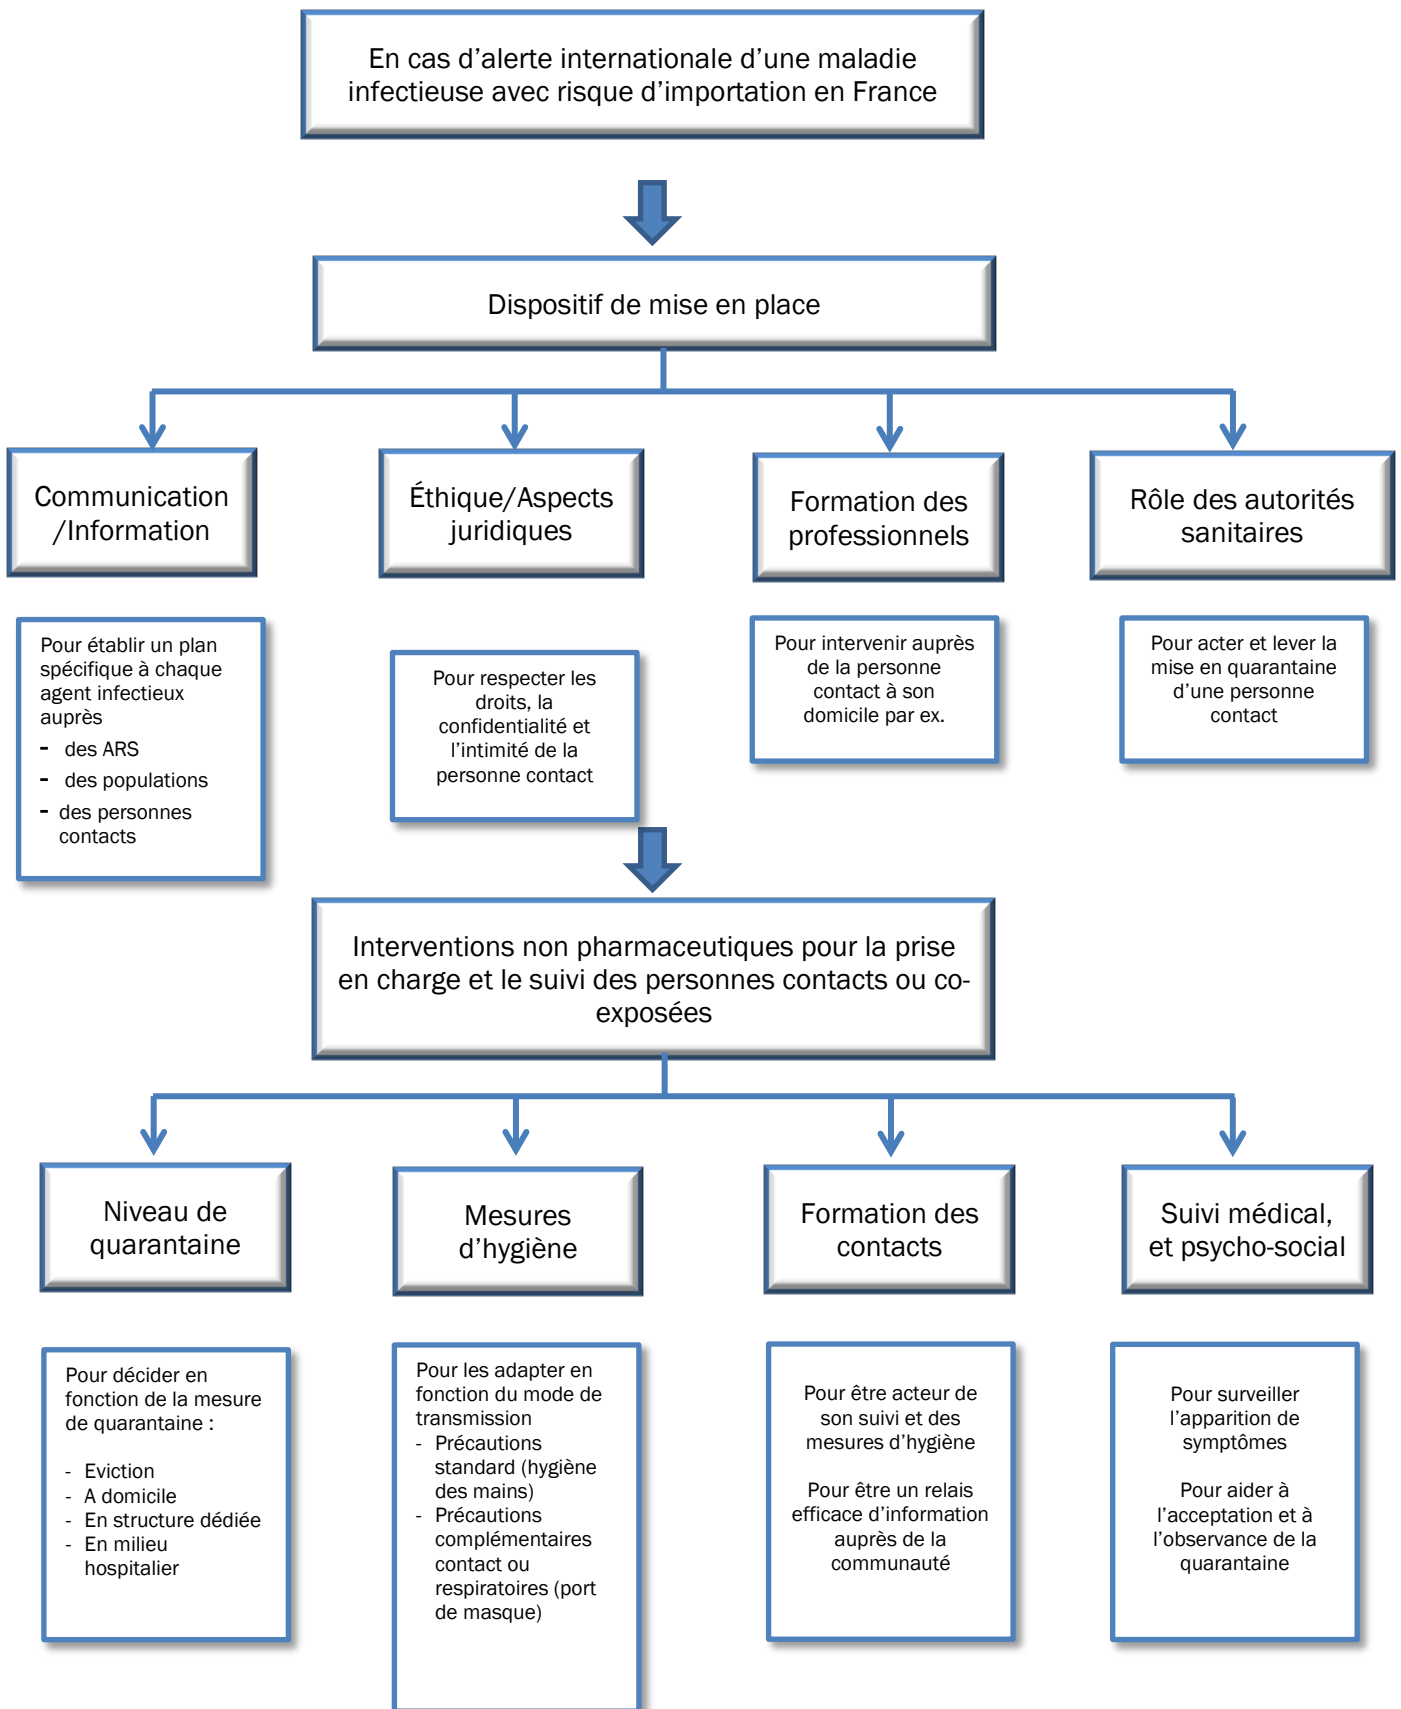 En cas d’alerte internationale d’une maladie
infectieuse avec risque d’importation en France
Dispositif de mise en place
Communication
/Information
Éthique/Aspects
juridiques
Formation des
professionnels
Rôle des autorités
sanitaires
Pour établir un plan
spécifique à chaque
agent infectieux
auprès
- des ARS
- des populations
- des personnes
contacts
Pour respecter les
droits, la
confidentialité et
l’intimité de la
personne contact
Pour intervenir auprès
de la personne
contact à son
domicile par ex.
Pour acter et lever la
mise en quarantaine
d’une personne
contact
Interventions non pharmaceutiques pour la prise
en charge et le suivi des personnes contacts ou co-
exposées
Niveau de
quarantaine
Mesures
d’hygiène
Formation des
contacts
Suivi médical,
et psycho-social
Pour décider en
fonction de la mesure
de quarantaine :
- Eviction
- A domicile
- En structure dédiée
- En milieu
hospitalier
Pour les adapter en
fonction du mode de
transmission
- Précautions
standard (hygiène
des mains)
- Précautions
complémentaires
contact ou
respiratoires (port
de masque)
Pour être acteur de
son suivi et des
mesures d’hygiène
Pour être un relais
efficace d’information
auprès de la
communauté
Pour surveiller
l’apparition de
symptômes
Pour aider à
l’acceptation et à
l’observance de la
quarantaine